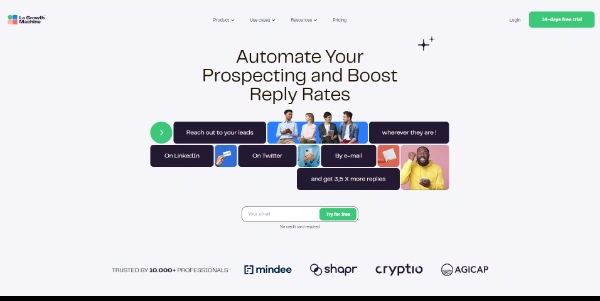 La Growth
Machine
Product
Use cases
Resources
Pricing
Login
14-days free trial
Automate Your
Prospecting and Boost
Reply Rates
Reach out to your leads
wherever they are !
On LinkedIn
On Twitter
By e-mail
and get 3,5 X more replies
Your email
Try for free
No credit card required
TRUSTED BY 10.000+ PROFESSIONALS :
mindee
shapr
cryptio
AGICAP